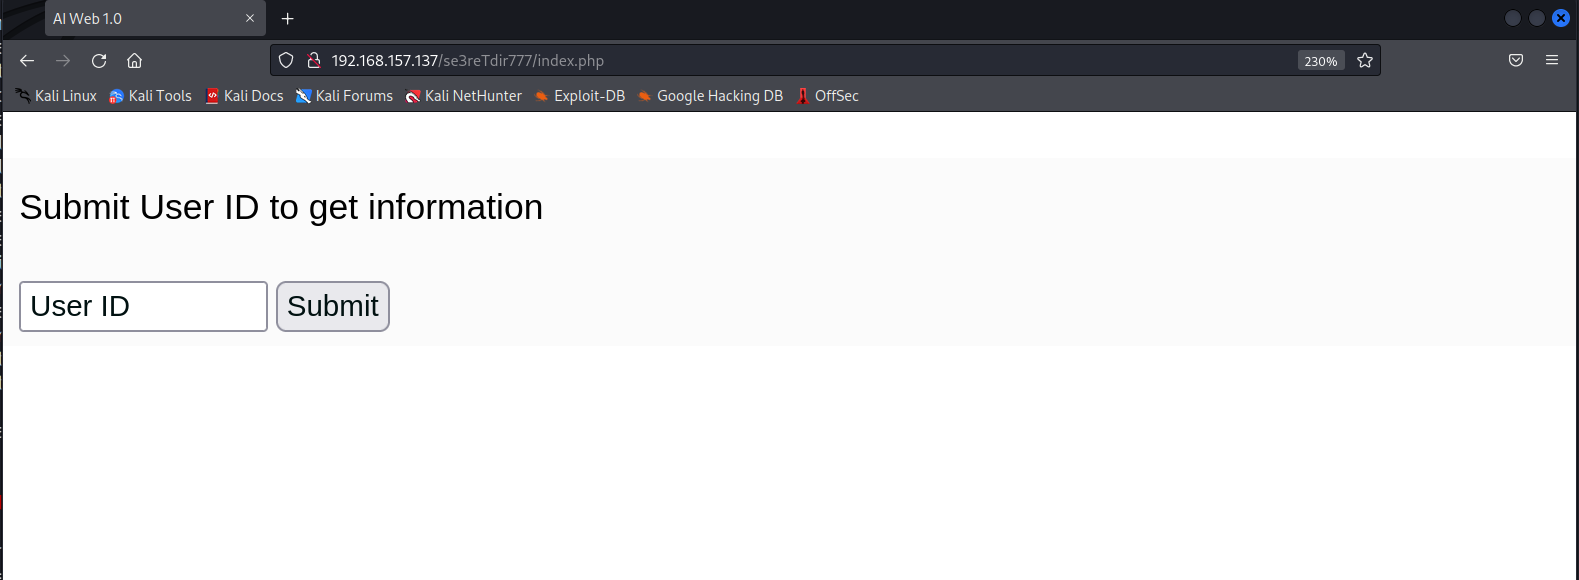 AI Web 1.0
192.168.157.137/se3reTdir777/index.php 230%
Kali Linux Kali Tools Kali Docs Kali Forums Kali NetHunter Exploit-DB Google Hacking DB OffSec
Submit User ID to get information
User ID Submit